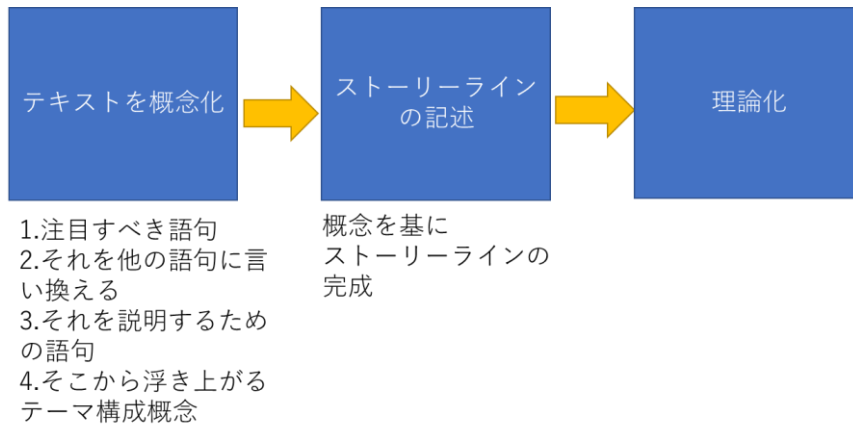 テキストを概念化
ストーリーライン
の記述
理論化
1.注目すべき語句
2.それを他の語句に言
い換える
3.それを説明するため
の語句
4.そこから浮き上がる
テーマ構成概念
概念を基に
ストーリーラインの
完成